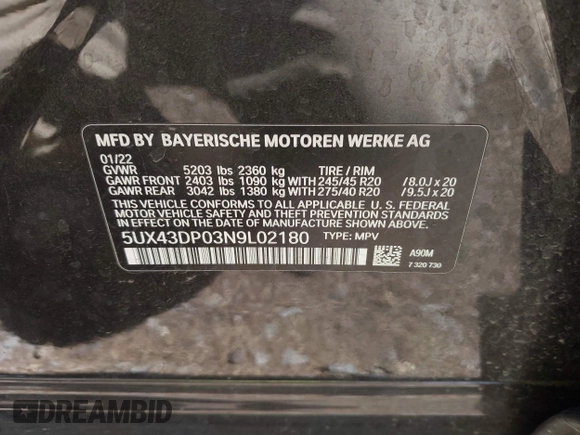 MFD BY BAYERISCHE MOTOREN WERKE AG
01/22
GVWR 5203 lbs 2360 kg TIRE / RIM
GAWR FRONT 2403 lbs 1090 kg WITH 245/45 R20 /8.0J x 20
GAWR REAR 3042 lbs 1380 kg WITH 275/40 R20 /9.5J x 20
THIS VEHICLE CONFORMS TO ALL APPLICABLE U. S. FEDERAL
MOTOR VEHICLE SAFETY AND THEFT PREVENTION STANDARDS
IN EFFECT ON THE DATE OF MANUFACTURE SHOWN ABOVE.
5UX43DP03N9L02180 TYPE: MPV
A90M
7 320 730
DREAMBID